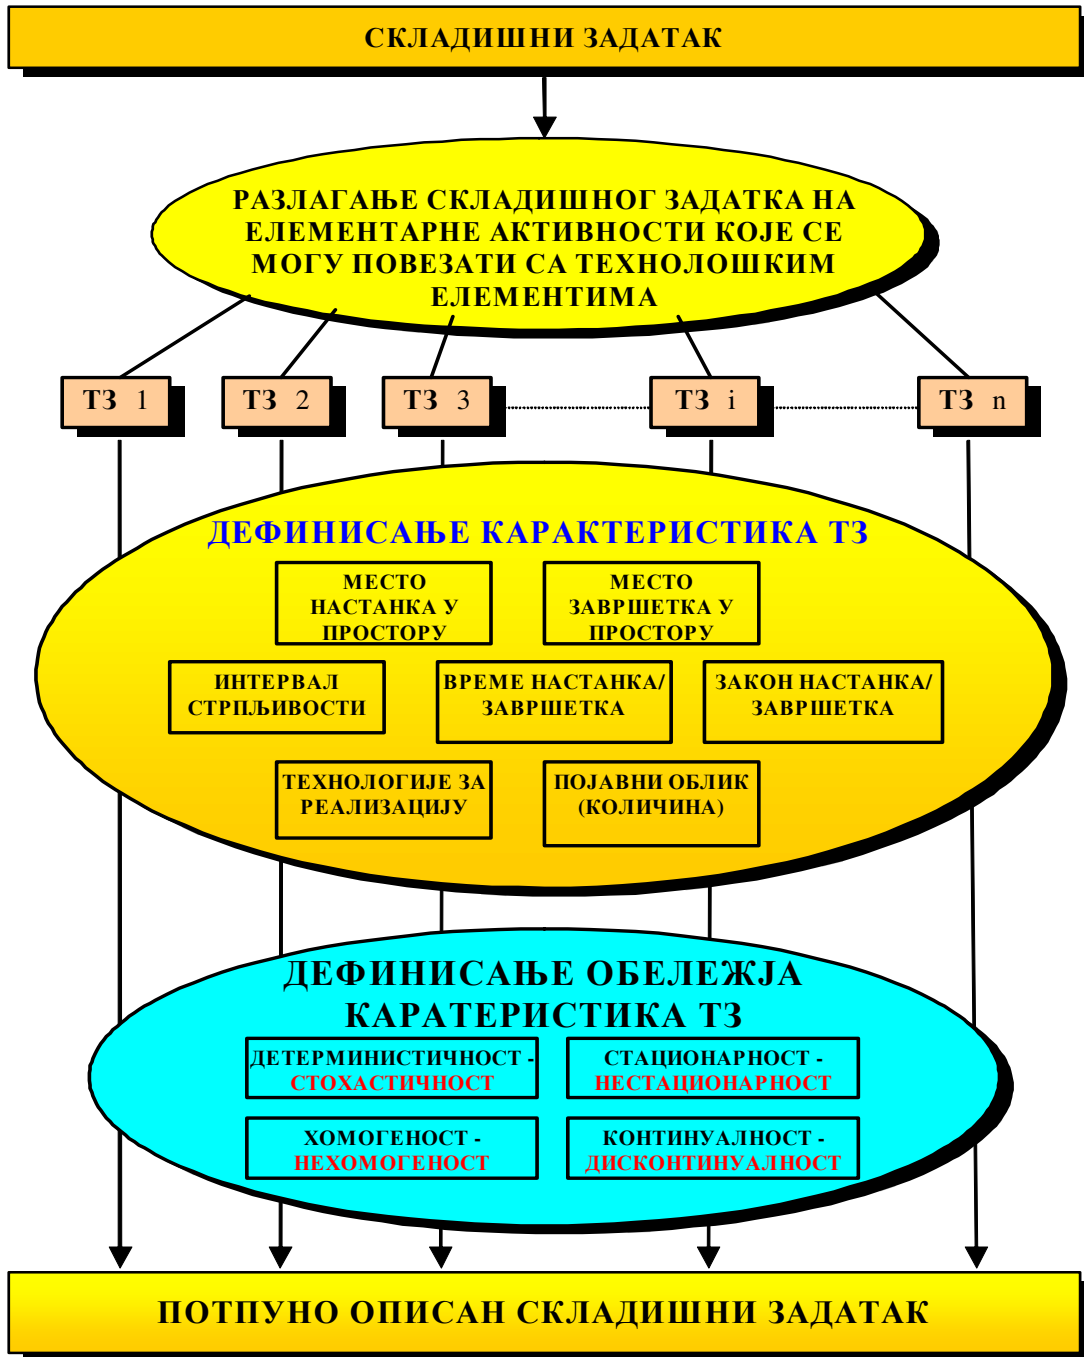 СКЛАДИШНИ ЗАДАТАК
РАЗЛАГАЊЕ СКЛАДИШНОГ ЗАДАТКА НА
ЕЛЕМЕНТАРНЕ АКТИВНОСТИ КОЈЕ СЕ
МОГУ ПОВЕЗАТИ СА ТЕХНОЛОШКИМ
ЕЛЕМЕНТИМА
ТЗ 1
ТЗ 2
ТЗ 3
ТЗ i
ТЗ n
ДЕФИНИСАЊЕ КАРАКТЕРИСТИКА ТЗ
МЕСТО
НАСТАНКА У
ПРОСТОРУ
МЕСТО
ЗАВРШЕТКА У
ПРОСТОРУ
ИНТЕРВАЛ
СТРПЉИВОСТИ
ВРЕМЕ НАСТАНКА/
ЗАВРШЕТКА
ЗАКОН НАСТАНКА/
ЗАВРШЕТКА
ТЕХНОЛОГИЈЕ ЗА
РЕАЛИЗАЦИЈУ
ПОЈАВНИ ОБЛИК
(КОЛИЧИНА)
ДЕФИНИСАЊЕ ОБЕЛЕЖЈА
КАРАТЕРИСТИКА ТЗ
ДЕТЕРМИНИСТИЧНОСТ -
СТОХАСТИЧНОСТ
СТАЦИОНАРНОСТ -
НЕСТАЦИОНАРНОСТ
ХОМОГЕНОСТ -
НЕХОМОГЕНОСТ
КОНТИНУАЛНОСТ -
ДИСКОНТИНУАЛНОСТ
ПОТПУНО ОПИСАН СКЛАДИШНИ ЗАДАТАК